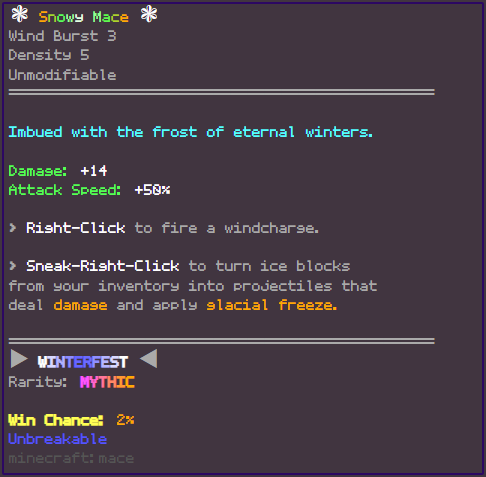 ❃ Snowy Mace ❃
Wind Burst 3
Density 5
Unmodifiable
Imbued with the frost of eternal winters.
Damage: +14
Attack Speed: +50%
> Right-Click to fire a windcharge.
> Sneak-Right-Click to turn ice blocks
from your inventory into projectiles that
deal damage and apply glacial freeze.
▶ WINTERFEST ◀
Rarity: MYTHIC
Win Chance: 2%
Unbreakable
minecraft:mace